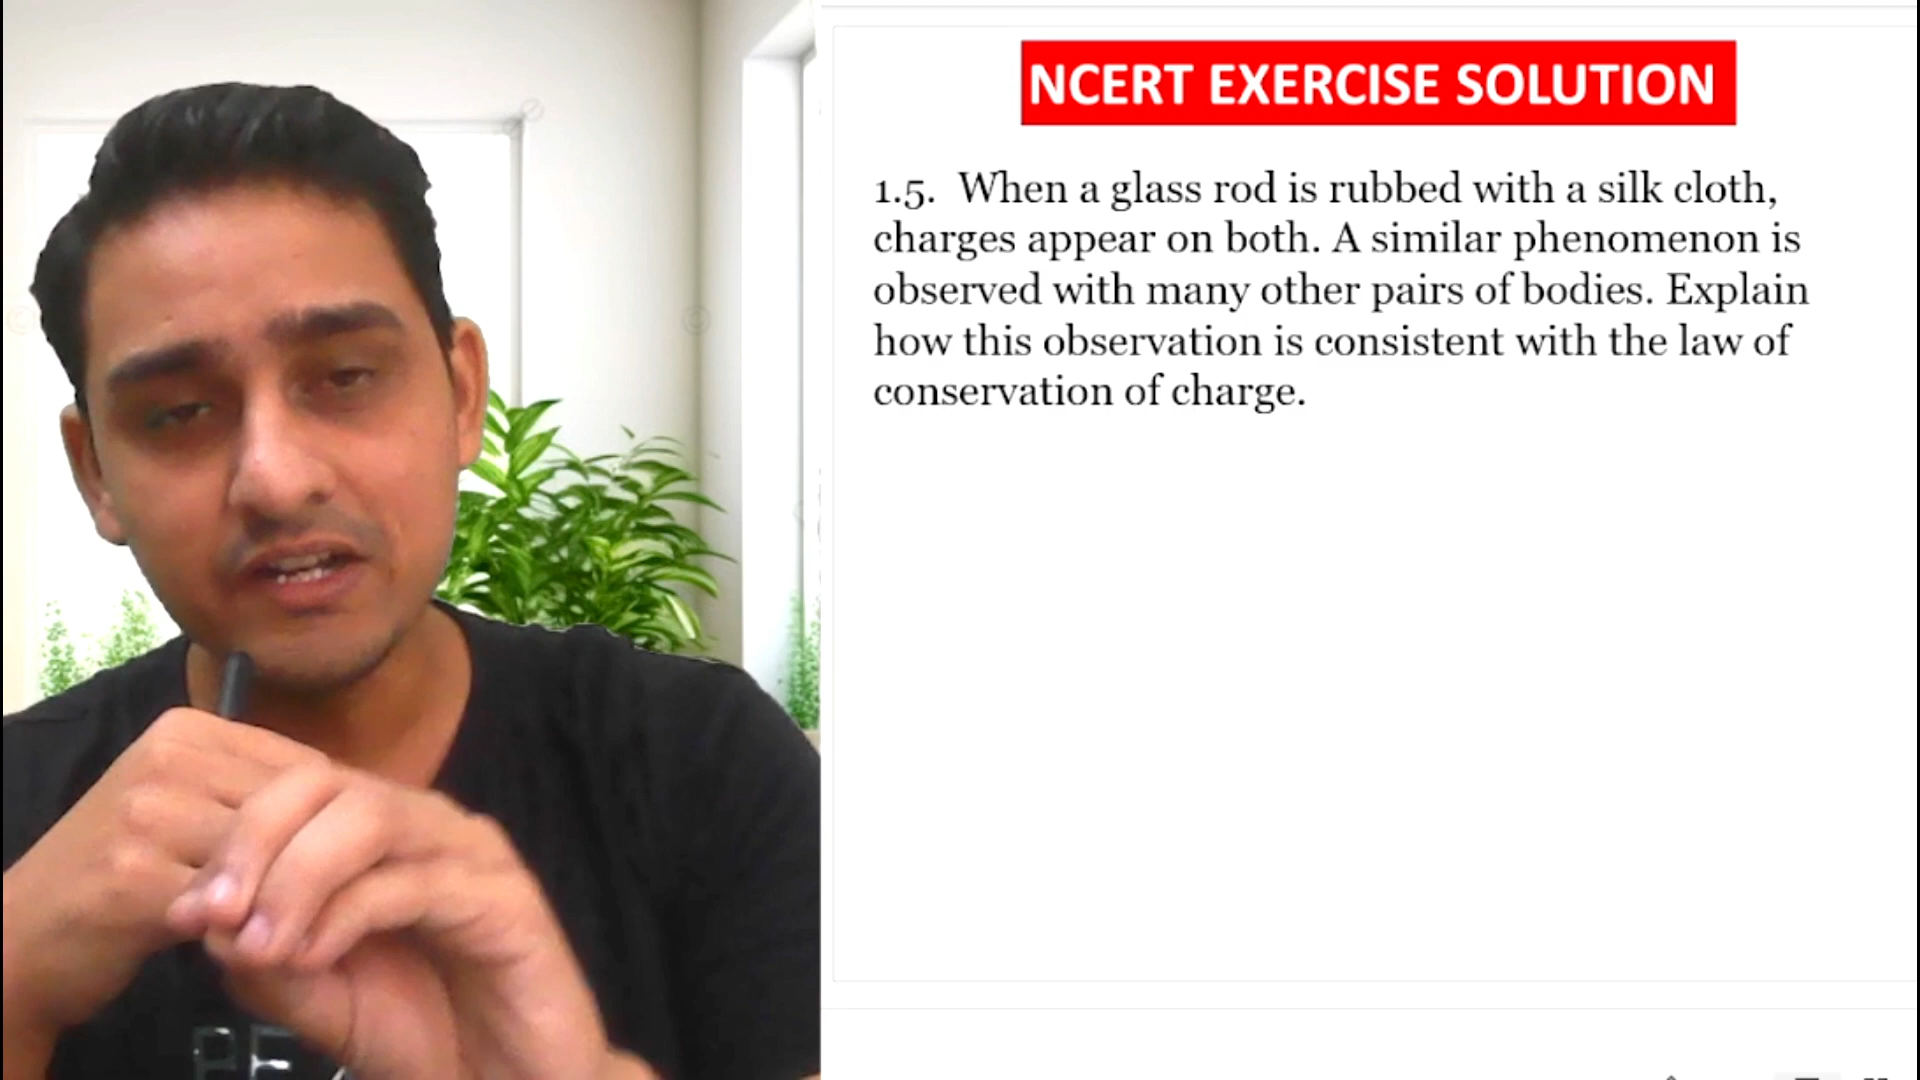 NCERT EXERCISE SOLUTION
1.5. When a glass rod is rubbed with a silk cloth,
charges appear on both. A similar phenomenon is
observed with many other pairs of bodies. Explain
how this observation is consistent with the law of
conservation of charge.